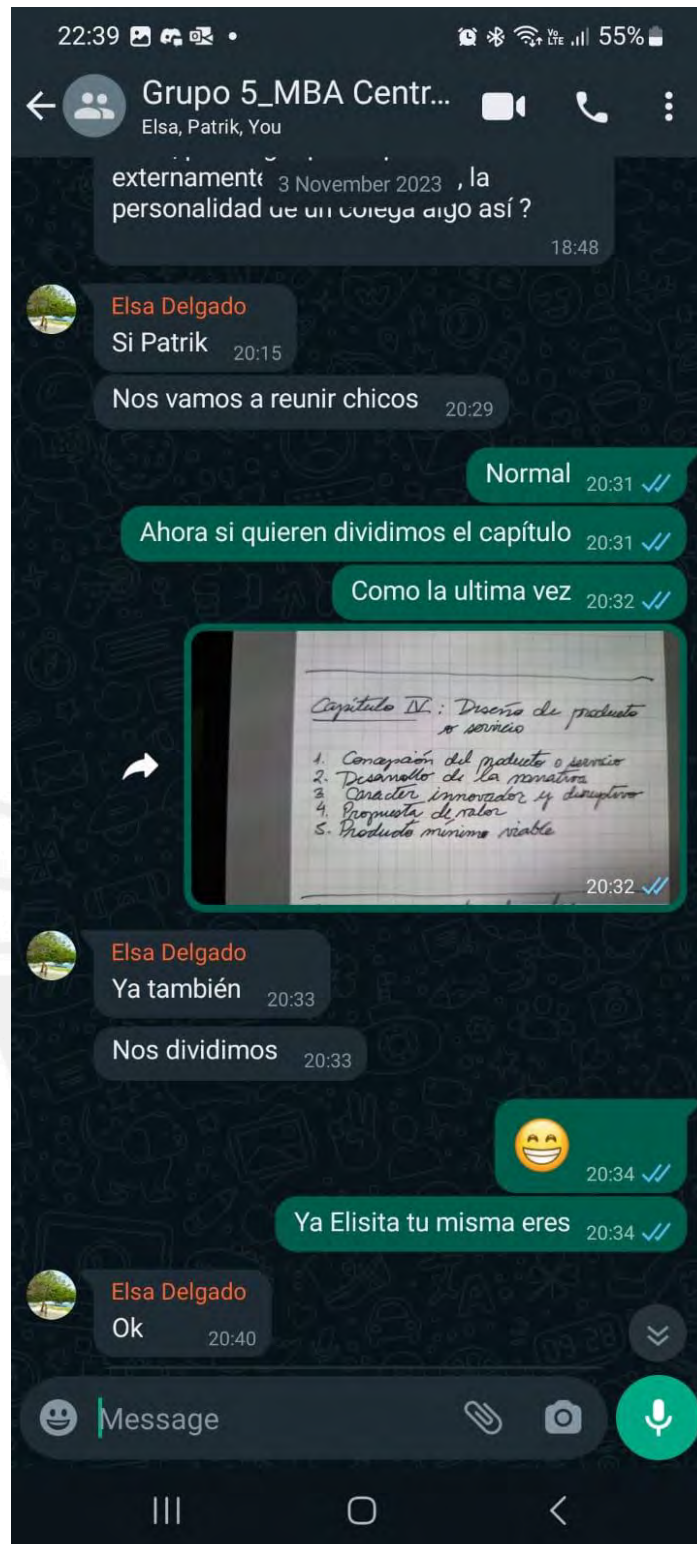 22:39
Vo) LTE 55%
Grupo 5_MBA Centr...
Elsa, Patrik, You
externamente 3 November 2023 , la
personalidad de un colega algo así ?
18:48
Elsa Delgado
Si Patrik 20:15
Nos vamos a reunir chicos 20:29
Normal 20:31
Ahora si quieren dividimos el capítulo 20:31
Como la ultima vez 20:32
Capítulo IV: Diseño de producto
o servicio
1. Concepción del producto o servicio
2. Desarrollo de la narrativa
3 Caracter innovador y disruptivo
4. Propuesta de valor
5. Producto mínimo viable
20:32
Elsa Delgado
Ya también 20:33
Nos dividimos 20:33
20:34
Ya Elisita tu misma eres 20:34
Elsa Delgado
Ok 20:40
Message